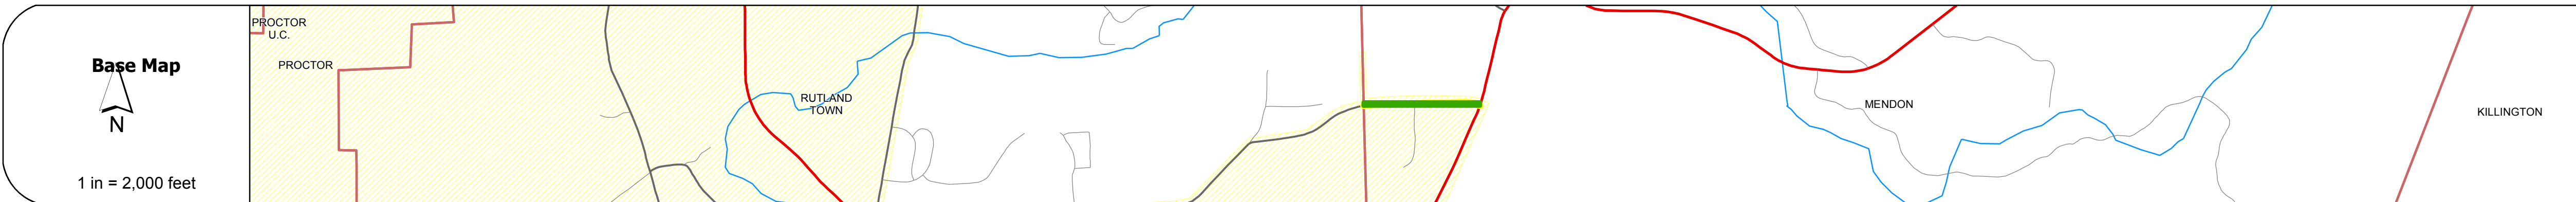 Base Map
N
1 in = 2,000 feet
PROCTOR
U.C.
PROCTOR
RUTLAND
TOWN
MENDON
KILLINGTON